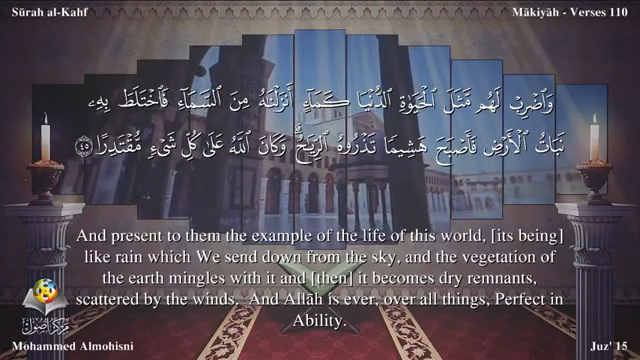 Sūrah al-Kahf
Mākiyāh - Verses 110
وَٱضْرِبْ لَهُم مَّثَلَ ٱلْحَيَوٰةِ ٱلدُّنْيَا كَمَآءٍ أَنزَلْنَـٰهُ مِنَ ٱلسَّمَآءِ فَٱخْتَلَطَ بِهِۦ
نَبَاتُ ٱلْأَرْضِ فَأَصْبَحَ هَشِيمًا تَذْرُوهُ ٱلرِّيَـٰحُ ۗ وَكَانَ ٱللَّهُ عَلَىٰ كُلِّ شَىْءٍ مُّقْتَدِرًا ٤٥
And present to them the example of the life of this world, [its being]
like rain which We send down from the sky, and the vegetation of
the earth mingles with it and [then] it becomes dry remnants,
scattered by the winds. And Allāh is ever, over all things, Perfect in
Ability.
مركز أصول
Mohammed Almohisni
Juz' 15